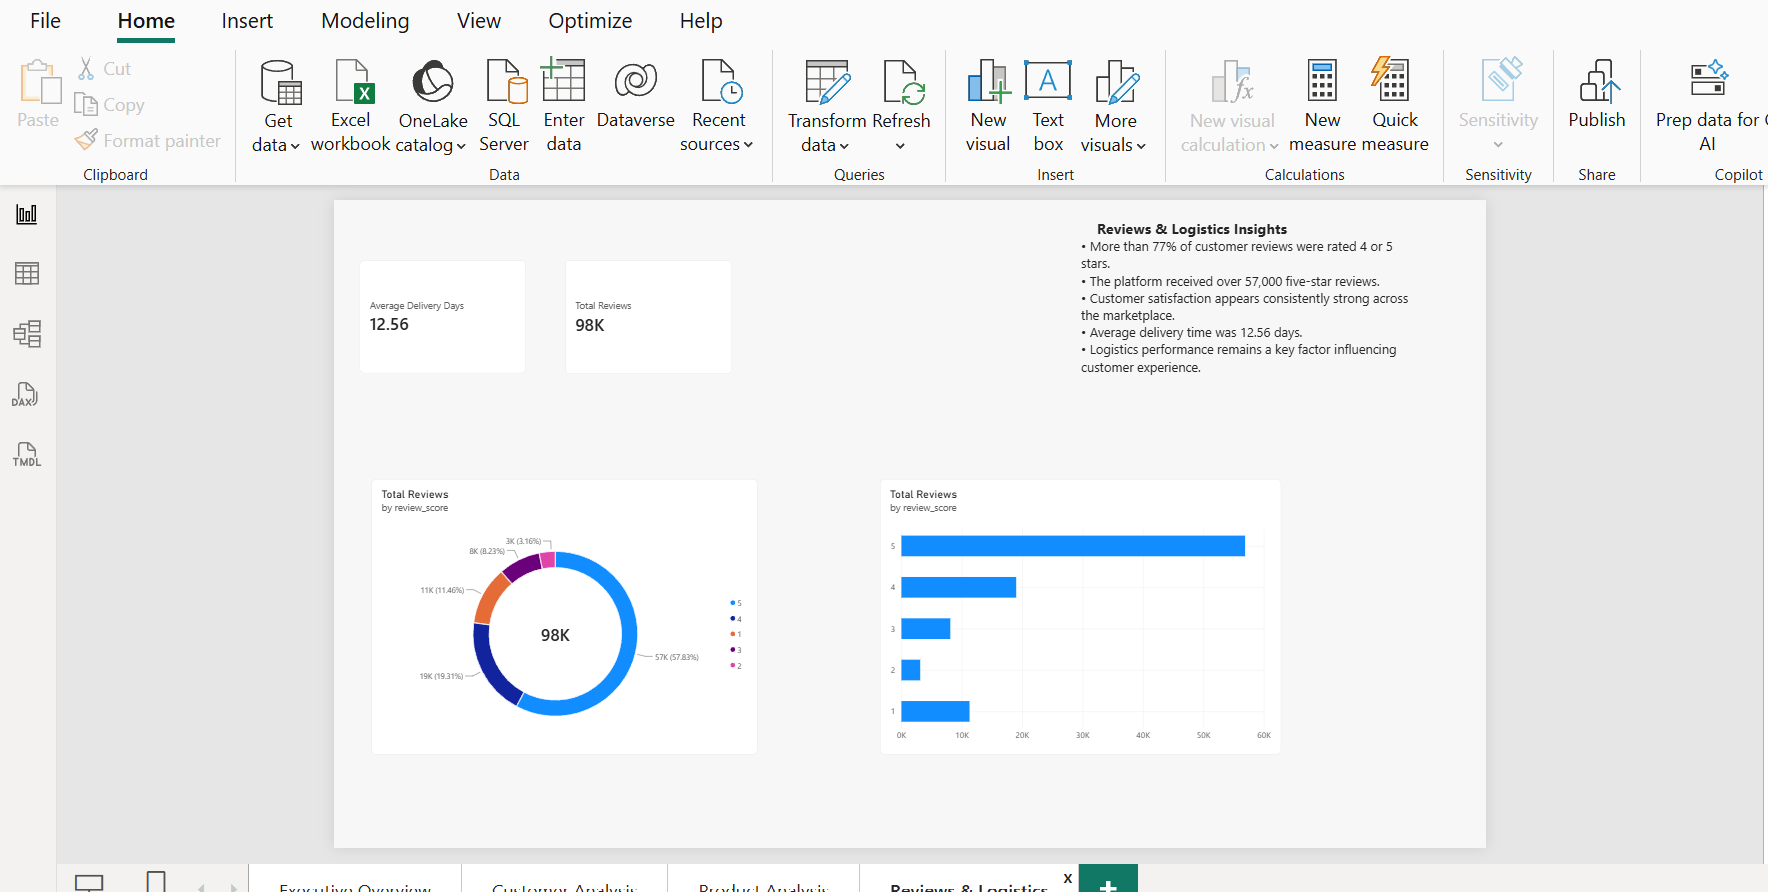 File Home Insert Modeling View Optimize Help
Paste
Cut
Copy
Format painter
Clipboard
Get data
Excel workbook
OneLake catalog
SQL Server
Enter data
Dataverse
Recent sources
Data
Transform data
Refresh
Queries
New visual
Text box
A
More visuals
Insert
New visual calculation
New measure
Quick measure
Calculations
Sensitivity
Sensitivity
Publish
Share
Prep data for
AI
Copilot
DAX
TMDL
Average Delivery Days
12.56
Total Reviews
98K
Reviews & Logistics Insights
• More than 77% of customer reviews were rated 4 or 5
stars.
• The platform received over 57,000 five-star reviews.
• Customer satisfaction appears consistently strong across
the marketplace.
• Average delivery time was 12.56 days.
• Logistics performance remains a key factor influencing
customer experience.
Total Reviews
by review_score
3K (3.16%)
8K (8.23%)
11K (11.46%)
19K (19.31%)
57K (57.83%)
98K
5
4
1
3
2
Total Reviews
by review_score
5
4
3
2
1
0K 10K 20K 30K 40K 50K 60K
Executive Overview
Customer Analysis
Product Analysis
Reviews & Logistics
x
+